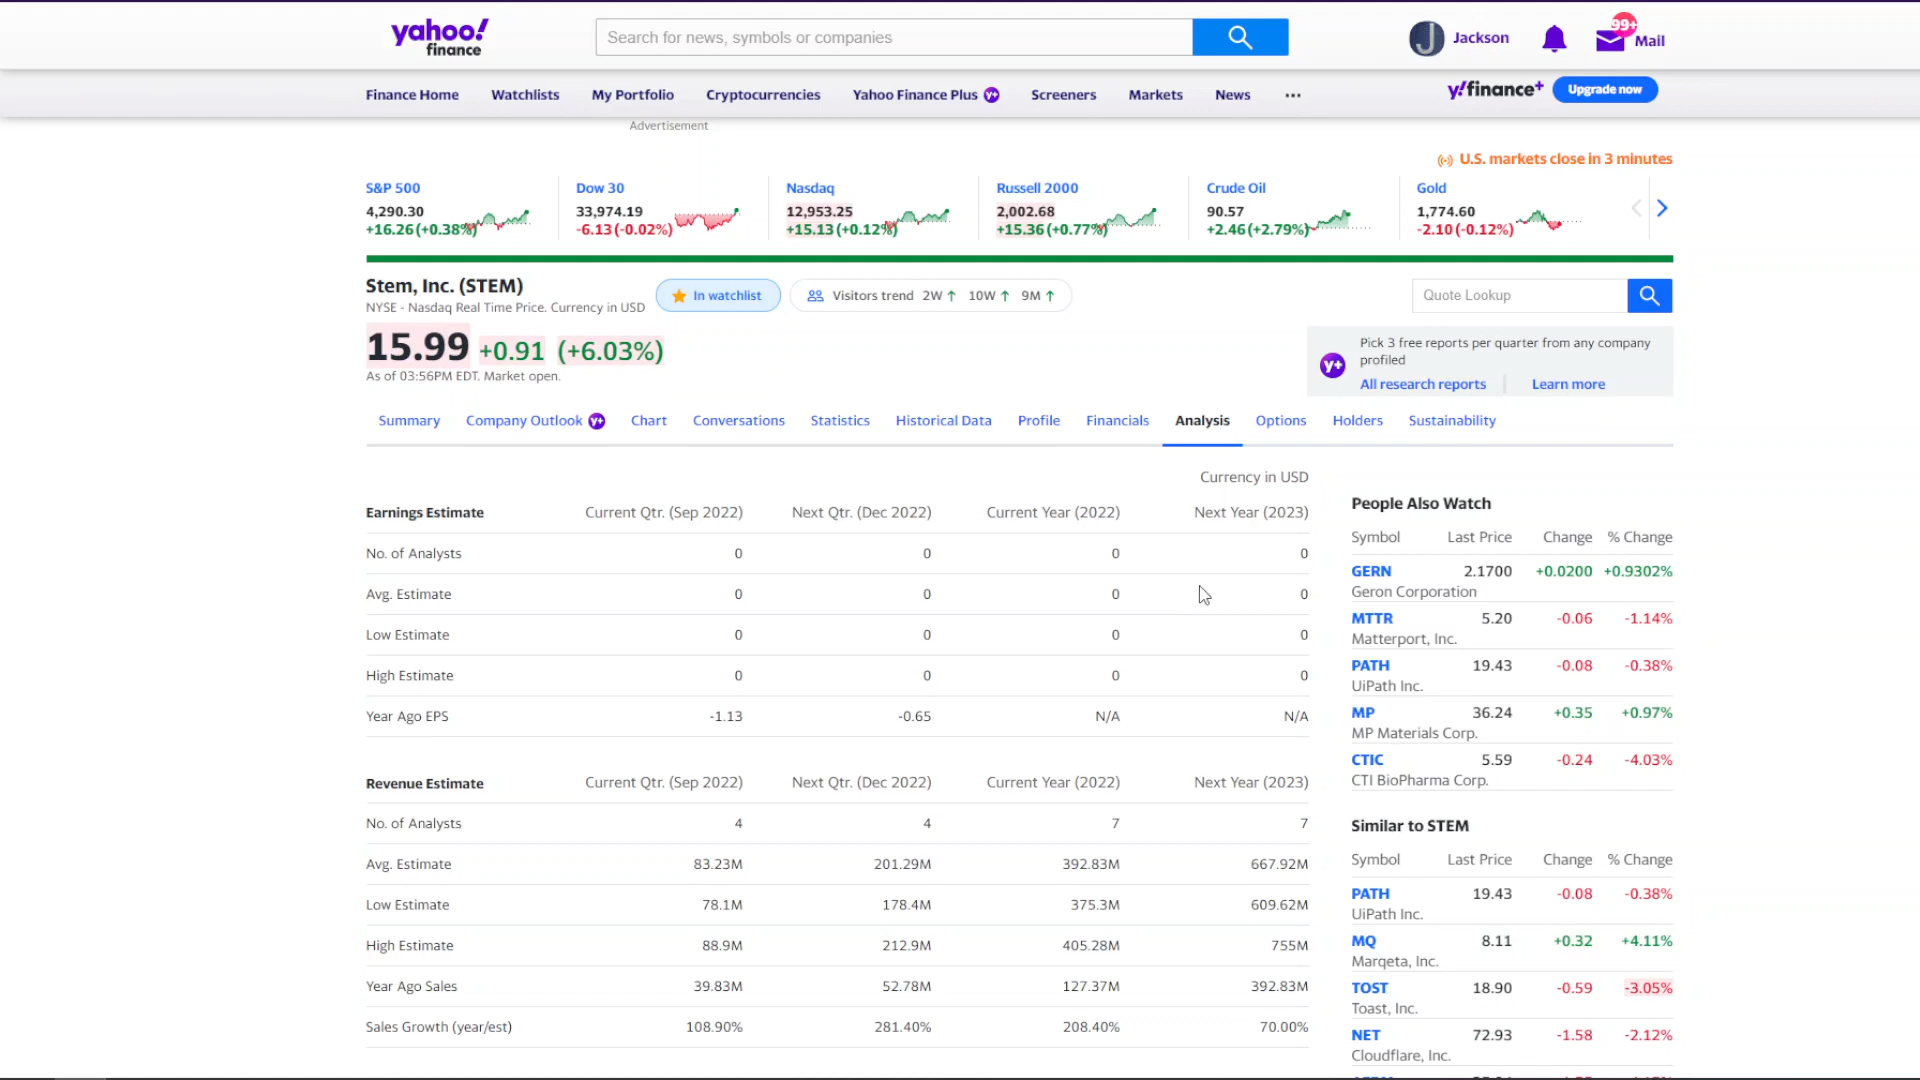 yahoo!
finance
Search for news, symbols or companies
J
Jackson
99+
Mail
Finance Home Watchlists My Portfolio Cryptocurrencies Yahoo Finance Plus Y+ Screeners Markets News ...
y!finance+ Upgrade now
Advertisement
U.S. markets close in 3 minutes
S&P 500 Dow 30 Nasdaq Russell 2000 Crude Oil Gold
4,290.30 33,974.19 12,953.25 2,002.68 90.57 1,774.60
+16.26 (+0.38%) -6.13 (-0.02%) +15.13 (+0.12%) +15.36 (+0.77%) +2.46 (+2.79%) -2.10 (-0.12%)
Stem, Inc. (STEM)
NYSE - Nasdaq Real Time Price. Currency in USD
In watchlist
Visitors trend 2W ↑ 10W ↑ 9M ↑
Quote Lookup
15.99 +0.91 (+6.03%)
As of 03:56PM EDT. Market open.
y+
Pick 3 free reports per quarter from any company
profiled
All research reports Learn more
Summary Company Outlook Y+ Chart Conversations Statistics Historical Data Profile Financials Analysis Options Holders Sustainability
Currency in USD
Earnings Estimate Current Qtr. (Sep 2022) Next Qtr. (Dec 2022) Current Year (2022) Next Year (2023)
No. of Analysts 0 0 0 0
Avg. Estimate 0 0 0 0
Low Estimate 0 0 0 0
High Estimate 0 0 0 0
Year Ago EPS -1.13 -0.65 N/A N/A
Revenue Estimate Current Qtr. (Sep 2022) Next Qtr. (Dec 2022) Current Year (2022) Next Year (2023)
No. of Analysts 4 4 7 7
Avg. Estimate 83.23M 201.29M 392.83M 667.92M
Low Estimate 78.1M 178.4M 375.3M 609.62M
High Estimate 88.9M 212.9M 405.28M 755M
Year Ago Sales 39.83M 52.78M 127.37M 392.83M
Sales Growth (year/est) 108.90% 281.40% 208.40% 70.00%
People Also Watch
Symbol Last Price Change % Change
GERN 2.1700 +0.0200 +0.9302%
Geron Corporation
MTTR 5.20 -0.06 -1.14%
Matterport, Inc.
PATH 19.43 -0.08 -0.38%
UiPath Inc.
MP 36.24 +0.35 +0.97%
MP Materials Corp.
CTIC 5.59 -0.24 -4.03%
CTI BioPharma Corp.
Similar to STEM
Symbol Last Price Change % Change
PATH 19.43 -0.08 -0.38%
UiPath Inc.
MQ 8.11 +0.32 +4.11%
Marqeta, Inc.
TOST 18.90 -0.59 -3.05%
Toast, Inc.
NET 72.93 -1.58 -2.12%
Cloudflare, Inc.